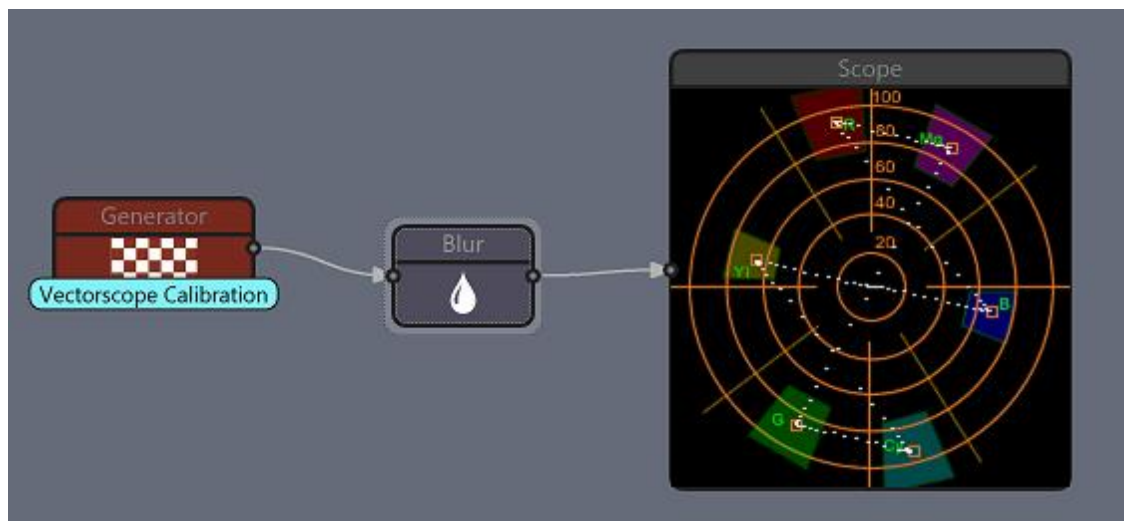 Generator
Vectorscope Calibration
Blur
Scope
100
80
60
40
20
R
Mg
Yl
B
G
Cy